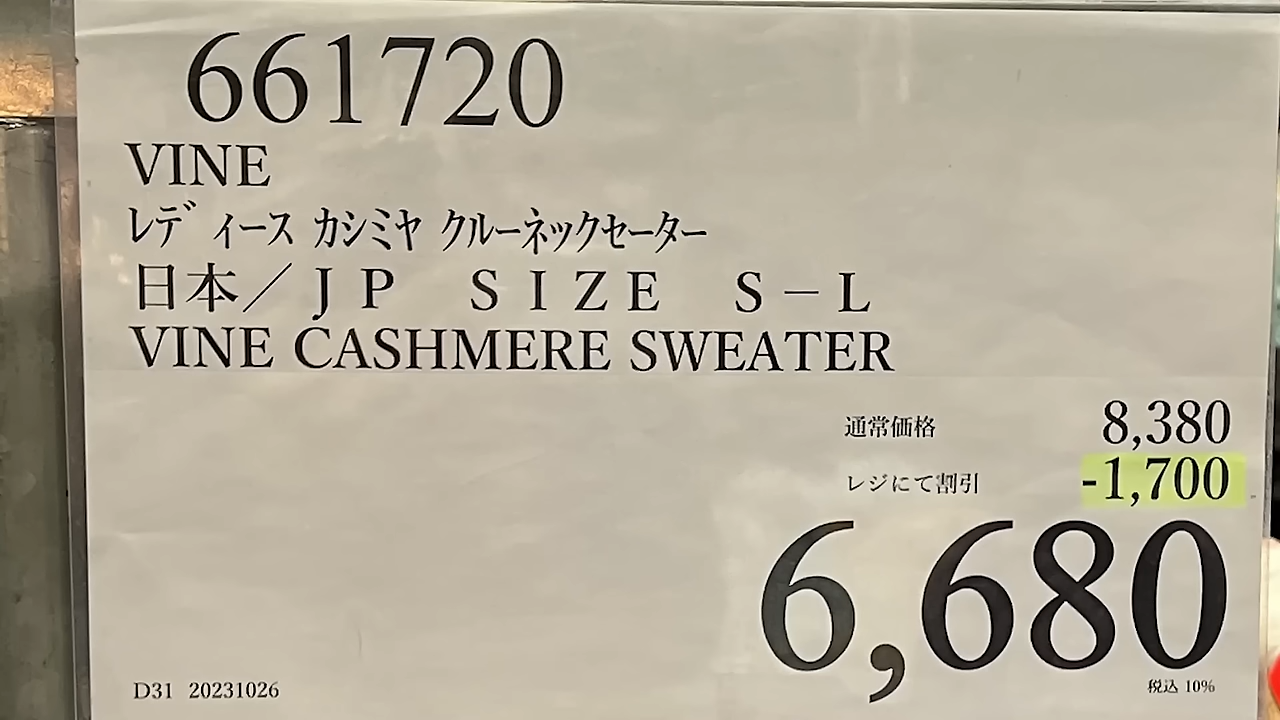 661720
VINE
レディース カシミヤ クルーネックセーター
日本／ＪＰ　ＳＩＺＥ　Ｓ－Ｌ
VINE CASHMERE SWEATER
通常価格 8,380
レジにて割引 -1,700
6,680
税込 10%
D31 20231026